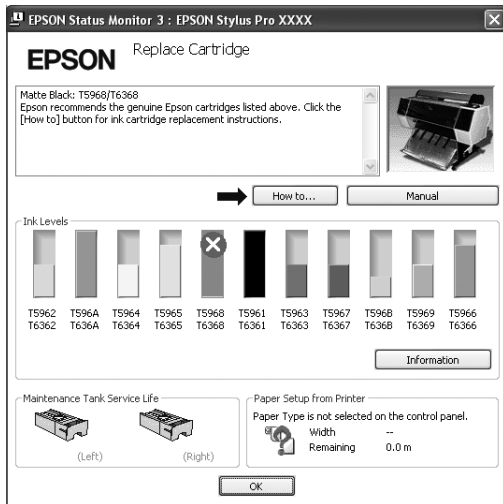 EPSON Status Monitor 3 : EPSON Stylus Pro XXXX
EPSON
Replace Cartridge
Matte Black: T5968/T6368
Epson recommends the genuine Epson cartridges listed above. Click the
[How to] button for ink cartridge replacement instructions.
How to...
Manual
Ink Levels
T5962 T596A T5964 T5965 T5968 T5961 T5963 T5967 T596B T5969 T5966
T6362 T636A T6364 T6365 T6368 T6361 T6363 T6367 T636B T6369 T6366
Information
Maintenance Tank Service Life
(Left) (Right)
Paper Setup from Printer
Paper Type is not selected on the control panel.
Width --
Remaining 0.0 m
OK